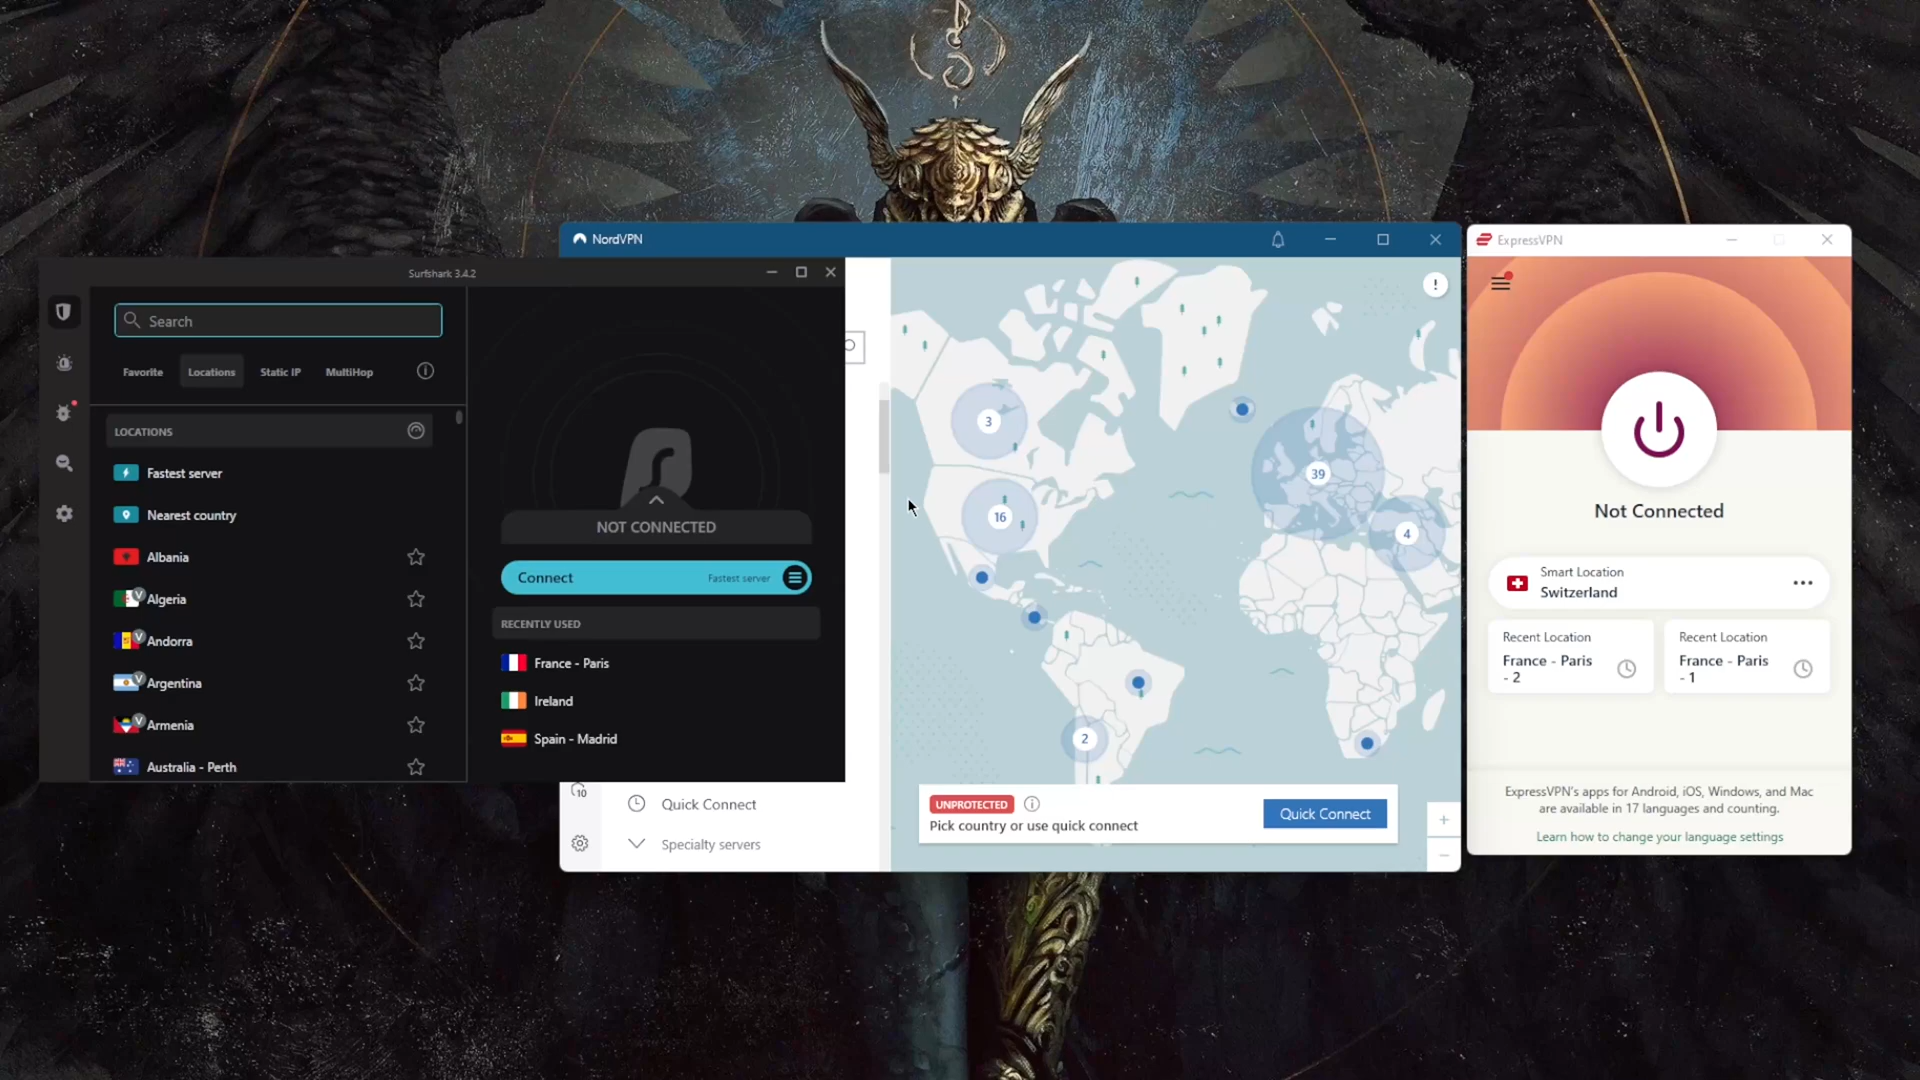 NordVPN
ExpressVPN
Surfshark 3.4.2
Search
Favorite
Locations
Static IP
MultiHop
LOCATIONS
Fastest server
Nearest country
Albania
V
Algeria
V
Andorra
V
Argentina
V
Armenia
Australia - Perth
NOT CONNECTED
Connect
Fastest server
RECENTLY USED
France - Paris
Ireland
Spain - Madrid
10
Quick Connect
Specialty servers
!
3
39
16
4
2
UNPROTECTED
Pick country or use quick connect
Quick Connect
+
−
Not Connected
Smart Location
Switzerland
Recent Location
France - Paris
- 2
Recent Location
France - Paris
- 1
ExpressVPN's apps for Android, iOS, Windows, and Mac
are available in 17 languages and counting.
Learn how to change your language settings